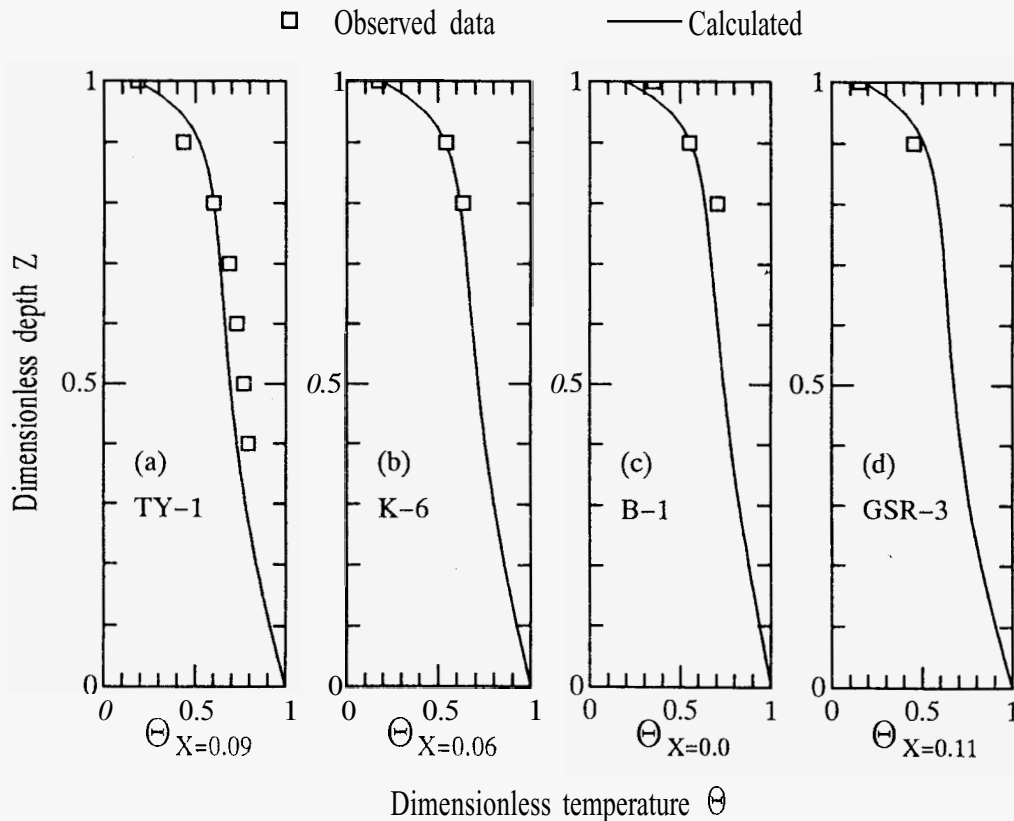 Observed data
Calculated
Dimensionless depth Z
1
0.5
0
(a)
TY-1
0 0.5 1
Θ X=0.09
1
0.5
0
(b)
K-6
0 0.5 1
Θ X=0.06
1
0.5
0
(c)
B-1
0 0.5 1
Θ X=0.0
1
0.5
0
(d)
GSR-3
0 0.5 1
Θ X=0.11
Dimensionless temperature Θ